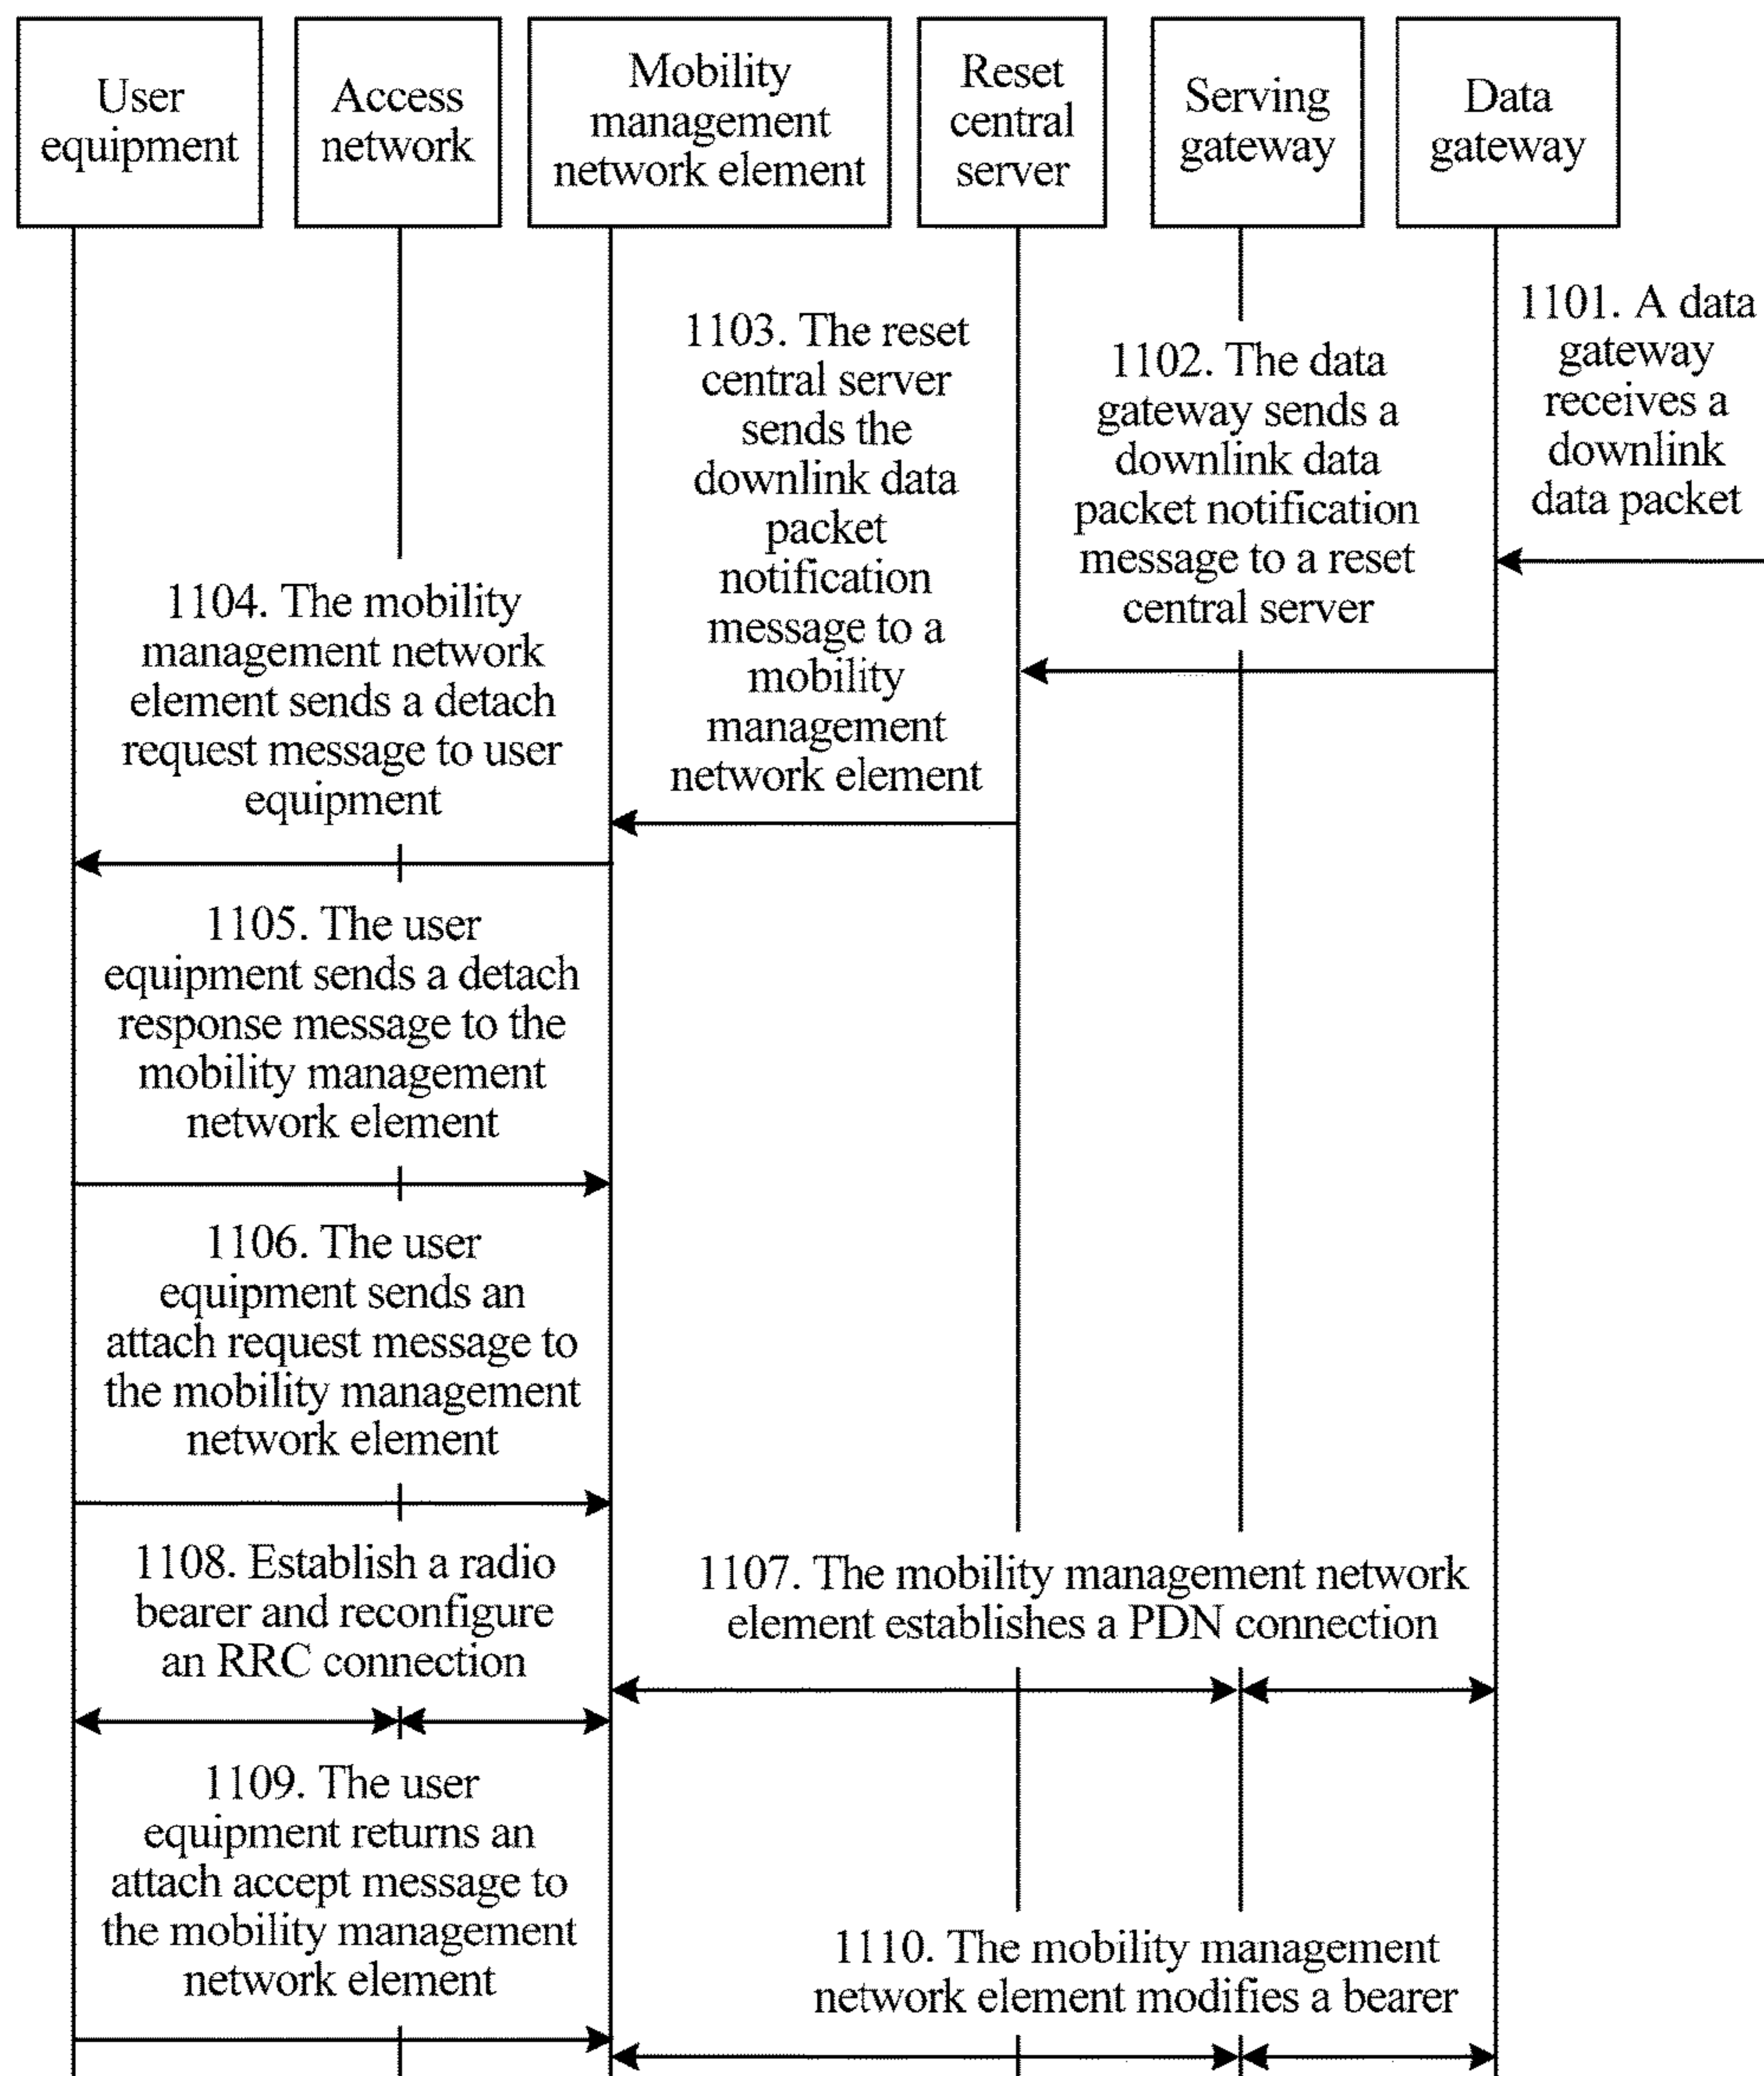 User
equipment
Access
network
Mobility
management
network element
Reset
central
server
Serving
gateway
Data
gateway
1101. A data
gateway
receives a
downlink
data packet
1102. The data
gateway sends a
downlink data
packet notification
message to a reset
central server
1103. The reset
central server
sends the
downlink data
packet
notification
message to a
mobility
management
network element
1104. The mobility
management network
element sends a detach
request message to user
equipment
1105. The user
equipment sends a detach
response message to the
mobility management
network element
1106. The user
equipment sends an
attach request message to
the mobility management
network element
1107. The mobility management network
element establishes a PDN connection
1108. Establish a radio
bearer and reconfigure
an RRC connection
1109. The user
equipment returns an
attach accept message to
the mobility management
network element
1110. The mobility management
network element modifies a bearer